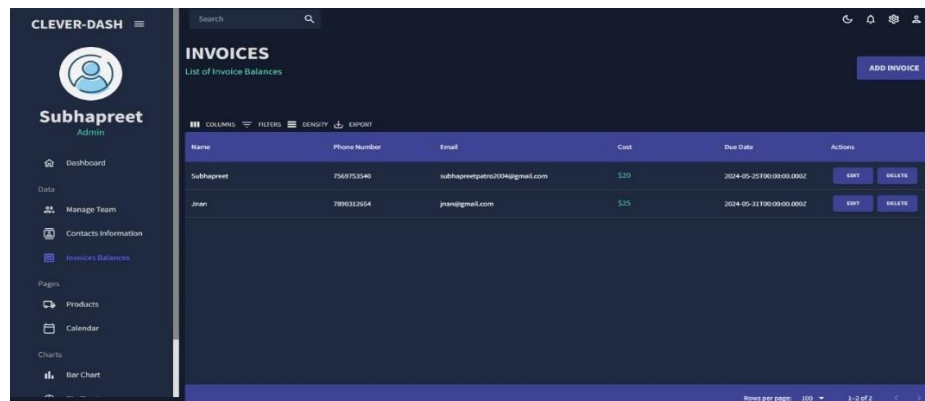 CLEVER-DASH
Search
INVOICES
List of Invoice Balances
ADD INVOICE
Subhapreet
Admin
Dashboard
Data
Manage Team
Contacts Information
Invoices Balances
Pages
Products
Calendar
Charts
Bar Chart
COLUMNS FILTERS DENSITY EXPORT
Name Phone Number Email Cost Due Date Actions
Subhapreet 7569753540 subhapreetpatro2004@gmail.com $20 2024-05-25T00:00:00.000Z EDIT DELETE
Jnan 7890312654 jnan@gmail.com $25 2024-05-31T00:00:00.000Z EDIT DELETE
Rows per page: 100 1–2 of 2